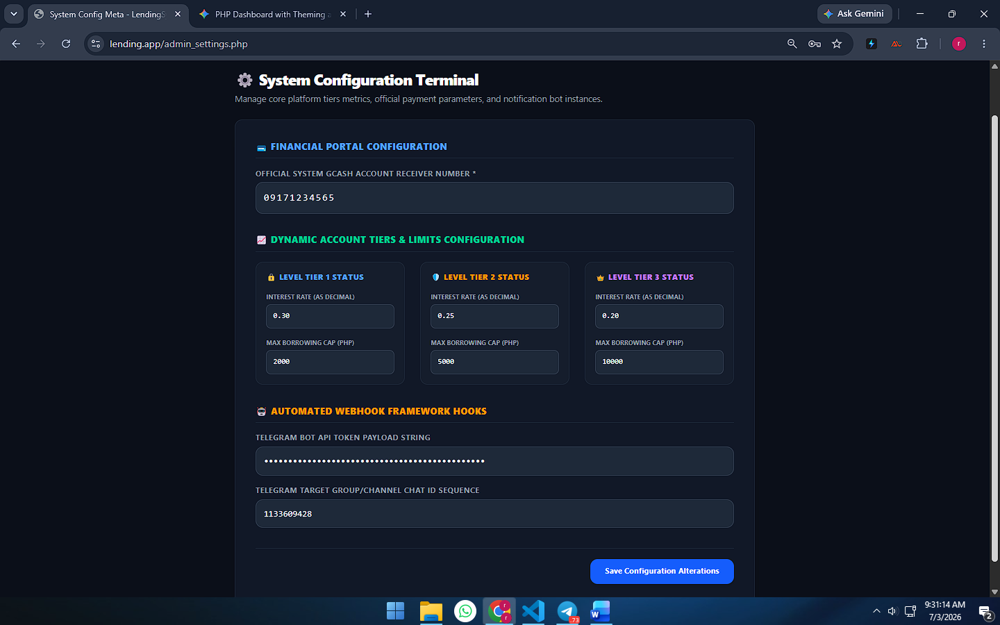 System Config Meta - LendingS
PHP Dashboard with Theming a
Ask Gemini
lending.app/admin_settings.php
r
System Configuration Terminal
Manage core platform tiers metrics, official payment parameters, and notification bot instances.
FINANCIAL PORTAL CONFIGURATION
OFFICIAL SYSTEM GCASH ACCOUNT RECEIVER NUMBER *
09171234565
DYNAMIC ACCOUNT TIERS & LIMITS CONFIGURATION
LEVEL TIER 1 STATUS
INTEREST RATE (AS DECIMAL)
0.30
MAX BORROWING CAP (PHP)
2000
LEVEL TIER 2 STATUS
INTEREST RATE (AS DECIMAL)
0.25
MAX BORROWING CAP (PHP)
5000
LEVEL TIER 3 STATUS
INTEREST RATE (AS DECIMAL)
0.20
MAX BORROWING CAP (PHP)
10000
AUTOMATED WEBHOOK FRAMEWORK HOOKS
TELEGRAM BOT API TOKEN PAYLOAD STRING
TELEGRAM TARGET GROUP/CHANNEL CHAT ID SEQUENCE
1133609428
Save Configuration Alterations
r
r
73
W
9:31:14 AM
7/3/2026
2